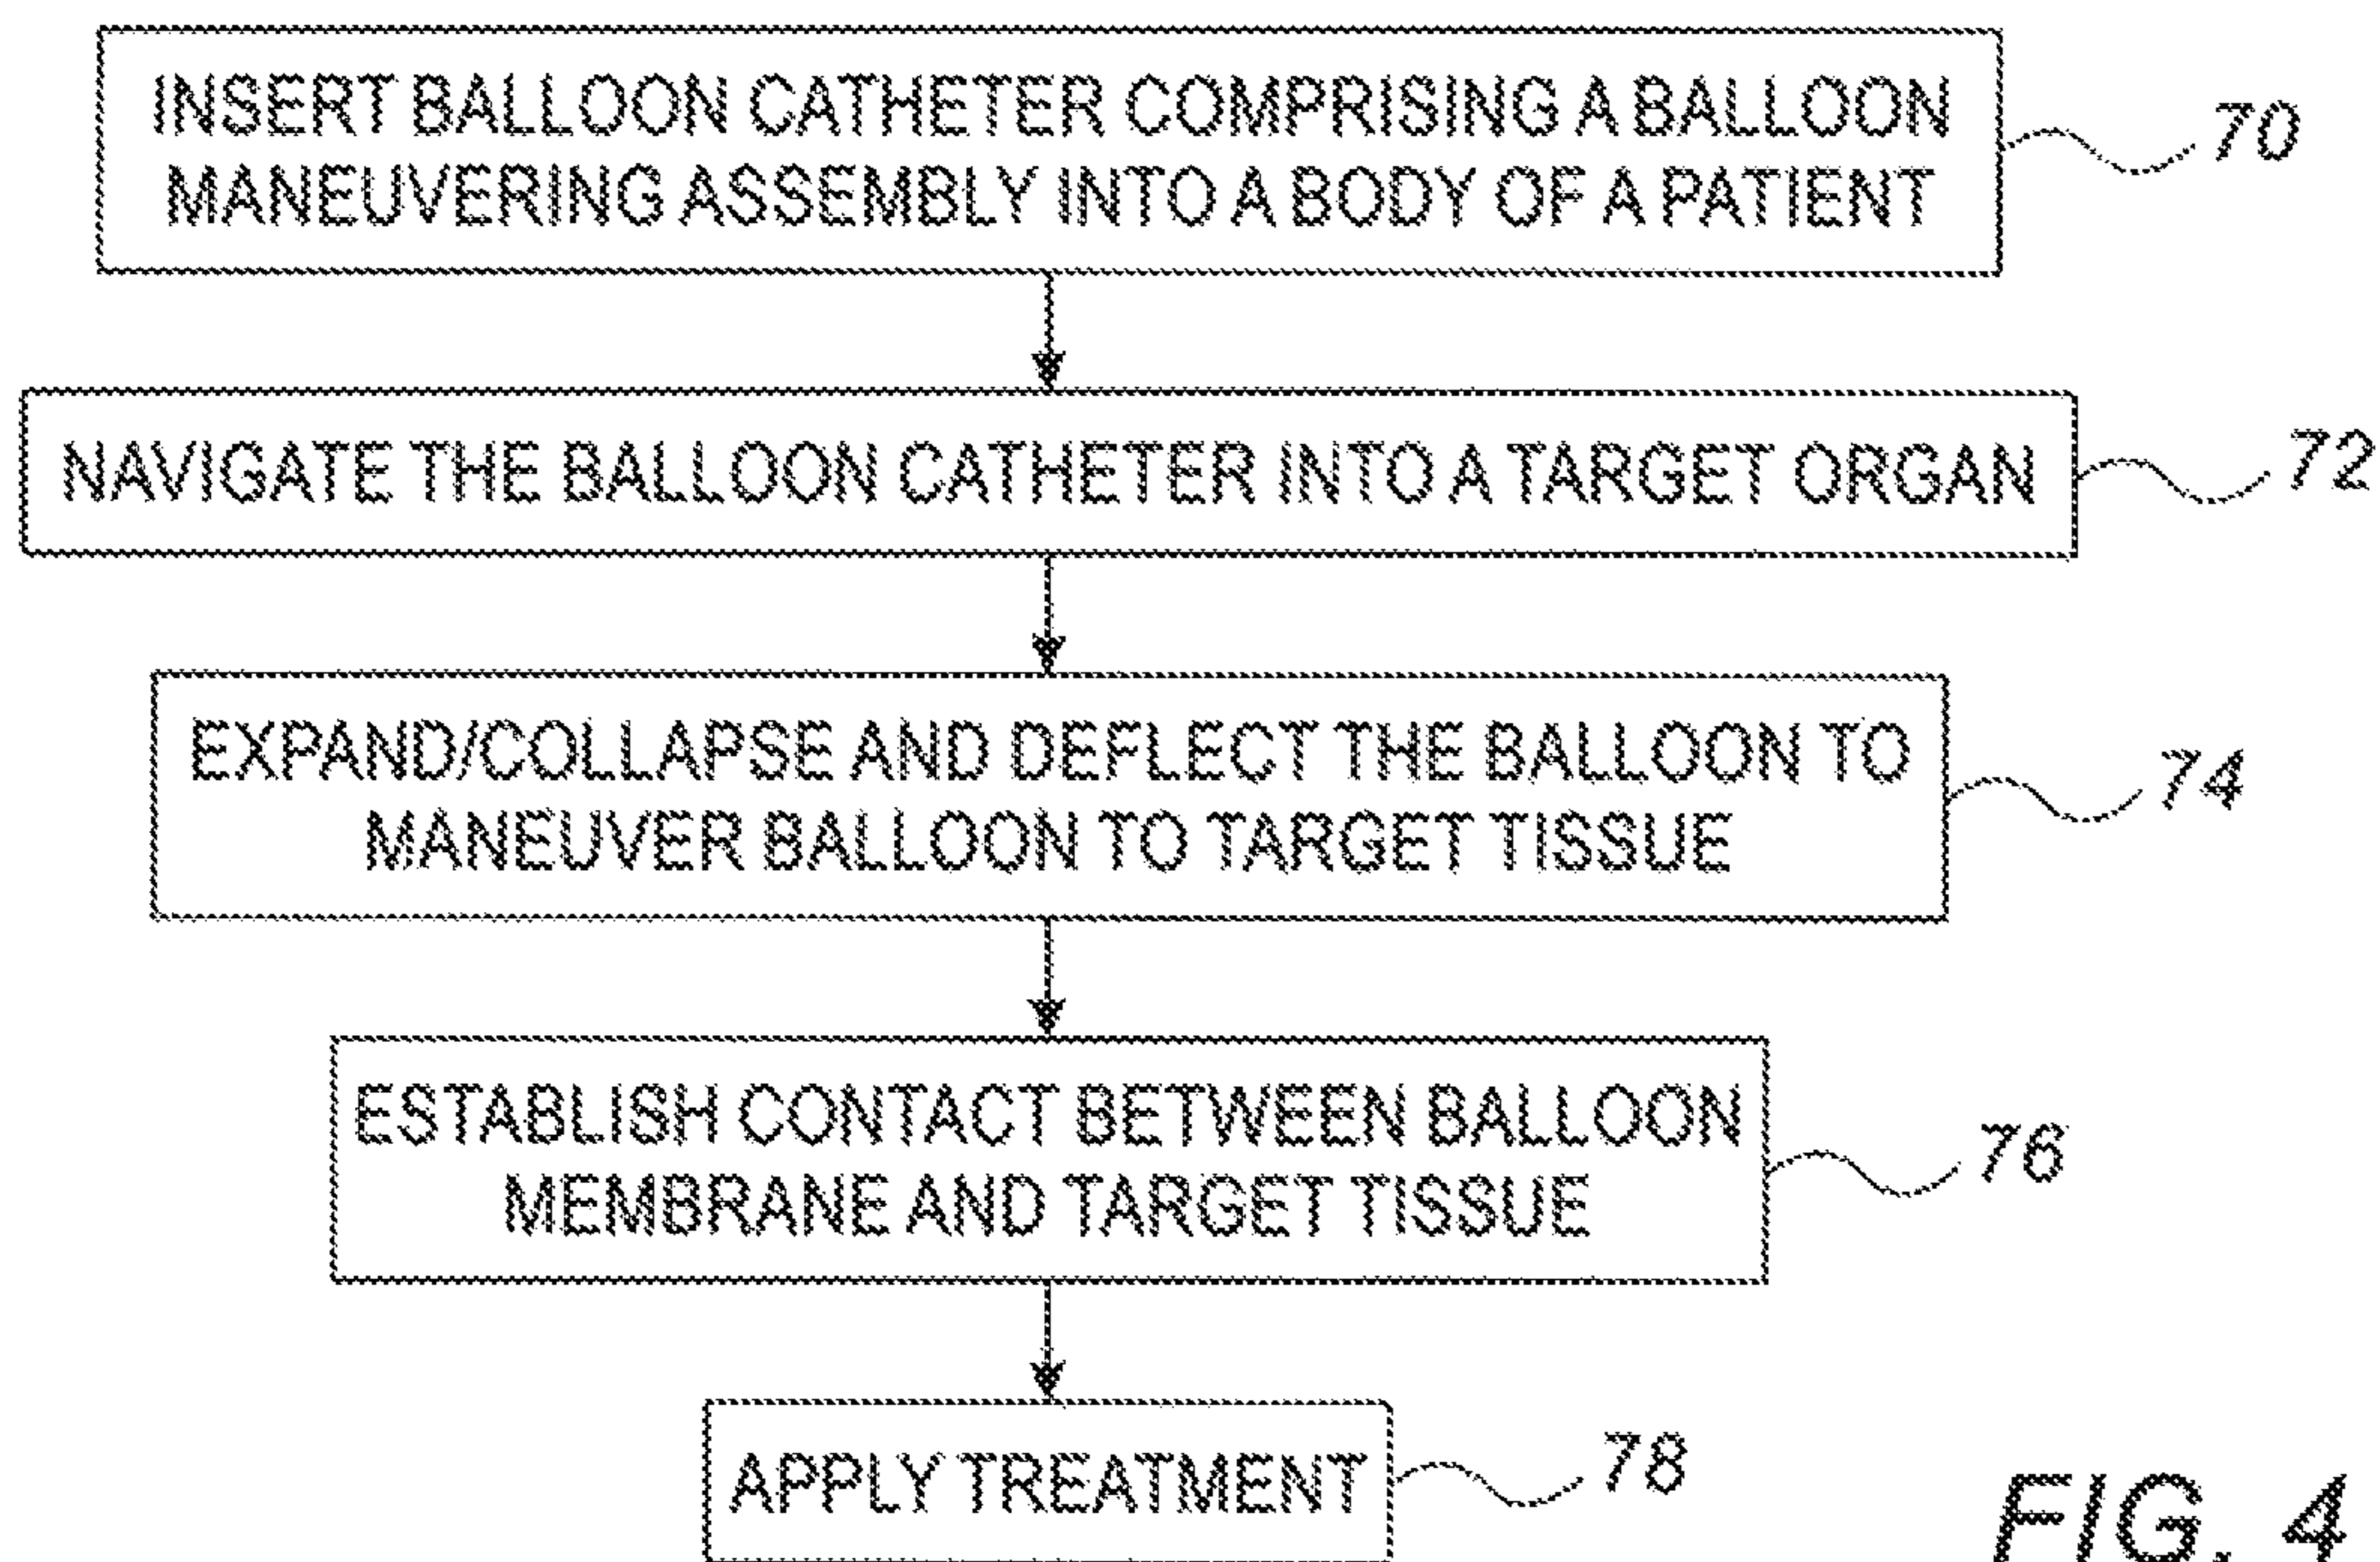 INSERT BALLOON CATHETER COMPRISING A BALLOON
MANEUVERING ASSEMBLY INTO A BODY OF A PATIENT
70
NAVIGATE THE BALLOON CATHETER INTO A TARGET ORGAN
72
EXPAND/COLLAPSE AND DEFLECT THE BALLOON TO
MANEUVER BALLOON TO TARGET TISSUE
74
ESTABLISH CONTACT BETWEEN BALLOON
MEMBRANE AND TARGET TISSUE
76
APPLY TREATMENT
78
FIG. 4